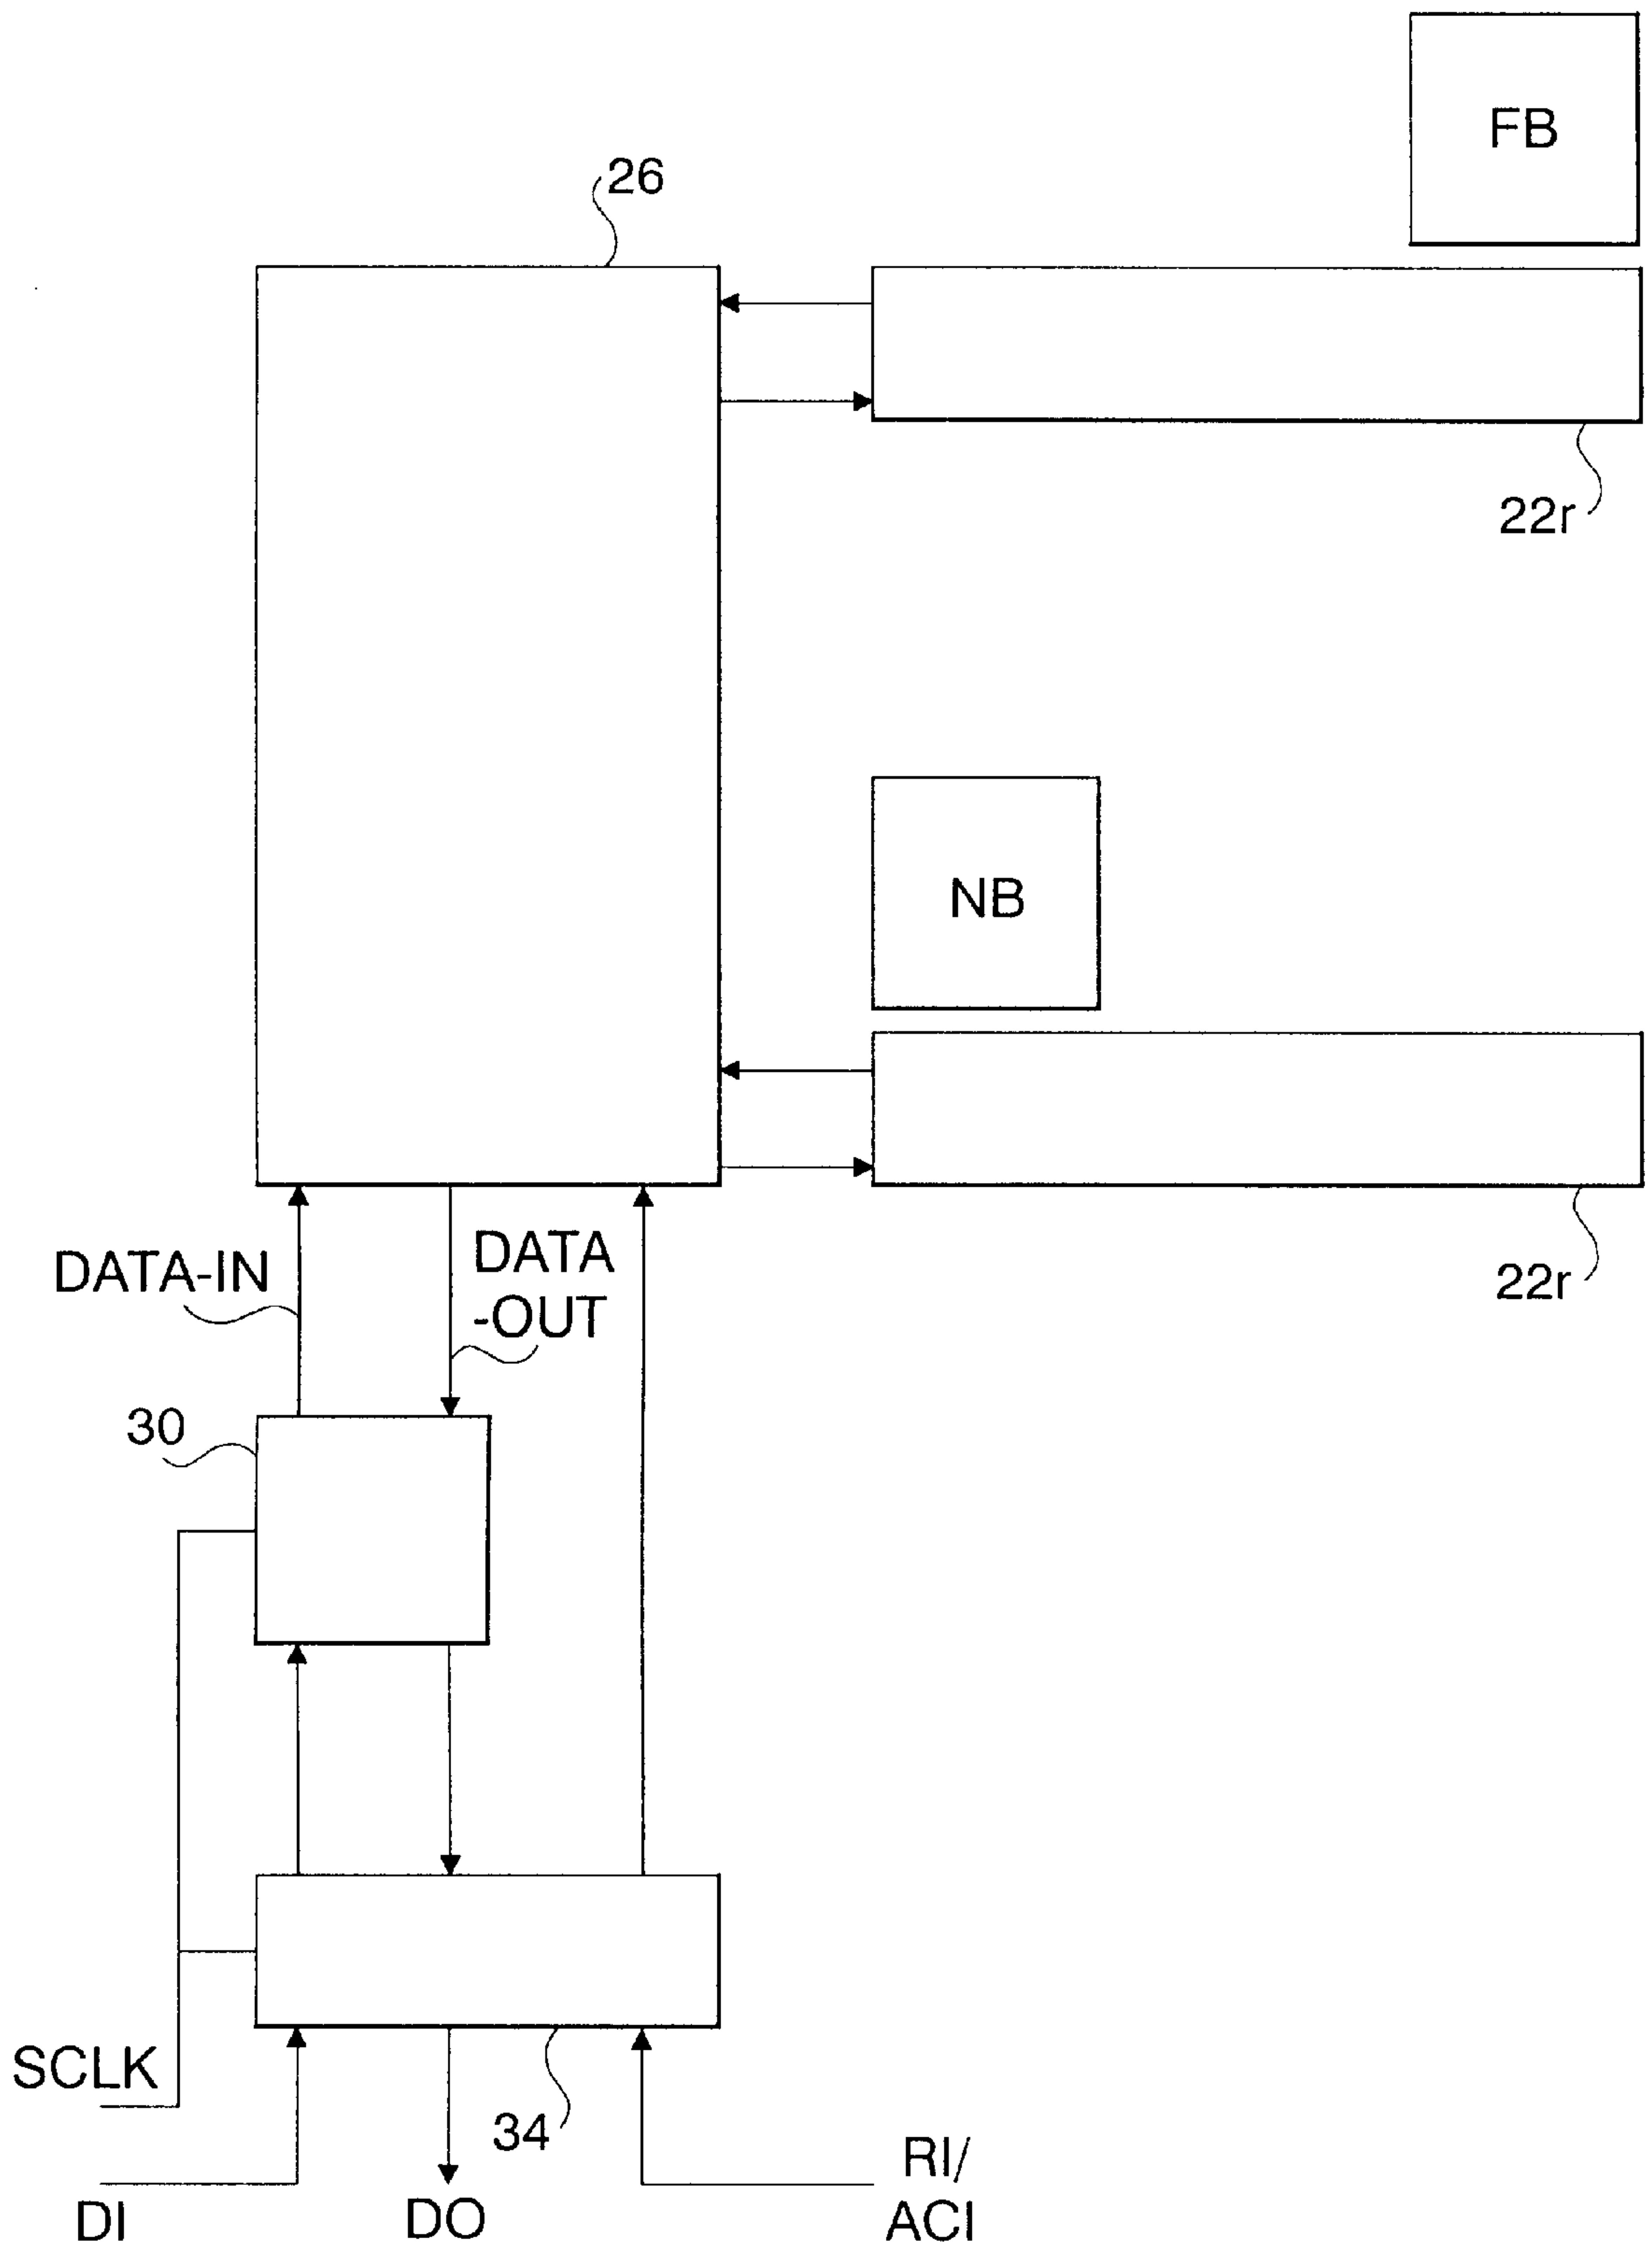 FB
26
22r
NB
DATA-IN
DATA
-OUT
22r
30
SCLK
34
DI
DO
RI/
ACI